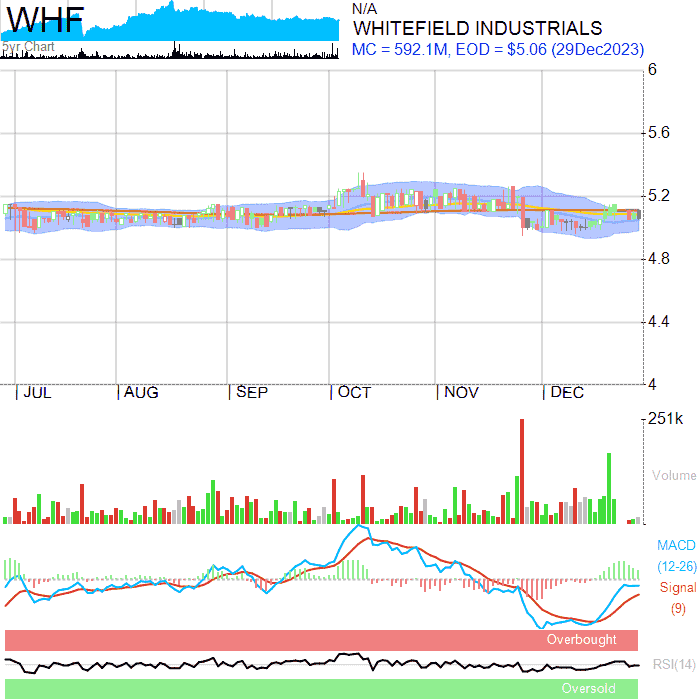 WHF
5yr Chart
N/A
WHITEFIELD INDUSTRIALS
MC = 592.1M, EOD = $5.06 (29Dec2023)
6
5.6
5.2
4.8
4.4
4
JUL AUG SEP OCT NOV DEC
251k
Volume
MACD
(12-26)
Signal
(9)
Overbought
RSI(14)
Oversold